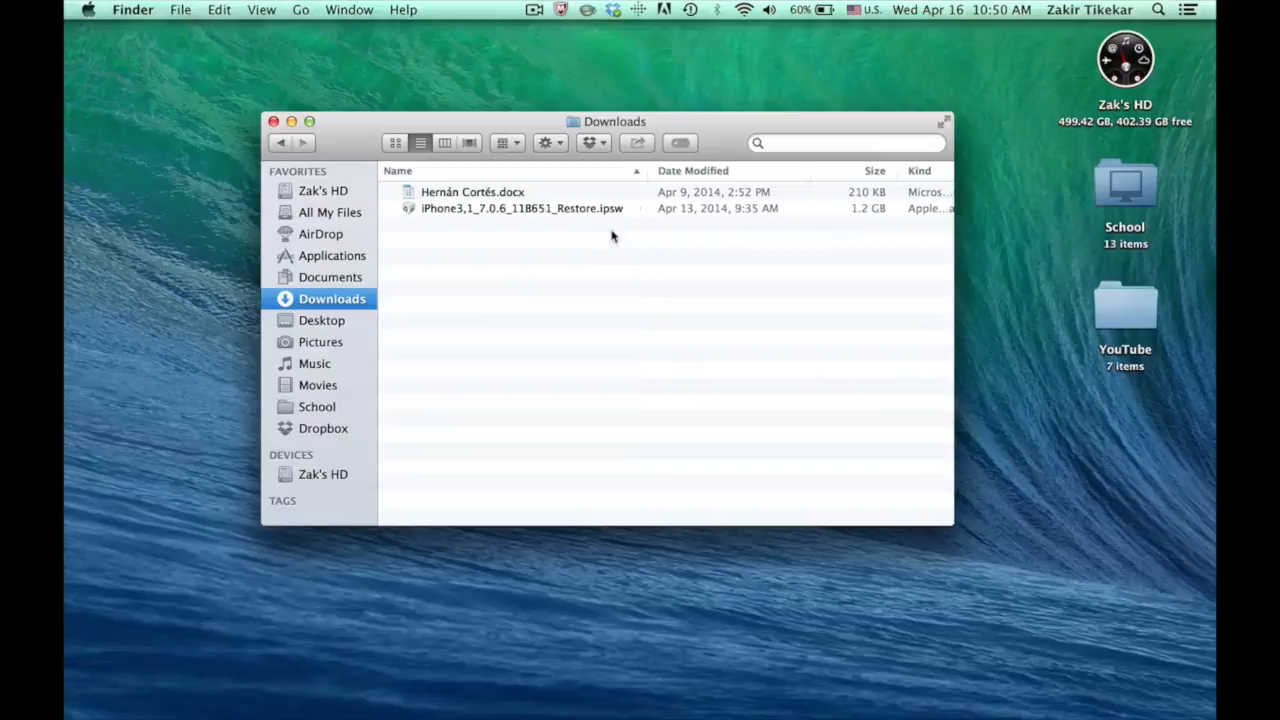 Finder File Edit View Go Window Help 60% U.S. Wed Apr 16 10:50 AM Zakir Tikekar
Zak's HD
499.42 GB, 402.39 GB free
School
13 items
YouTube
7 items
Downloads
FAVORITES
Zak's HD
All My Files
AirDrop
Applications
Documents
Downloads
Desktop
Pictures
Music
Movies
School
Dropbox
DEVICES
Zak's HD
TAGS
Name Date Modified Size Kind
Hernán Cortés.docx Apr 9, 2014, 2:52 PM 210 KB Micros...
iPhone3,1_7.0.6_11B651_Restore.ipsw Apr 13, 2014, 9:35 AM 1.2 GB Apple...a